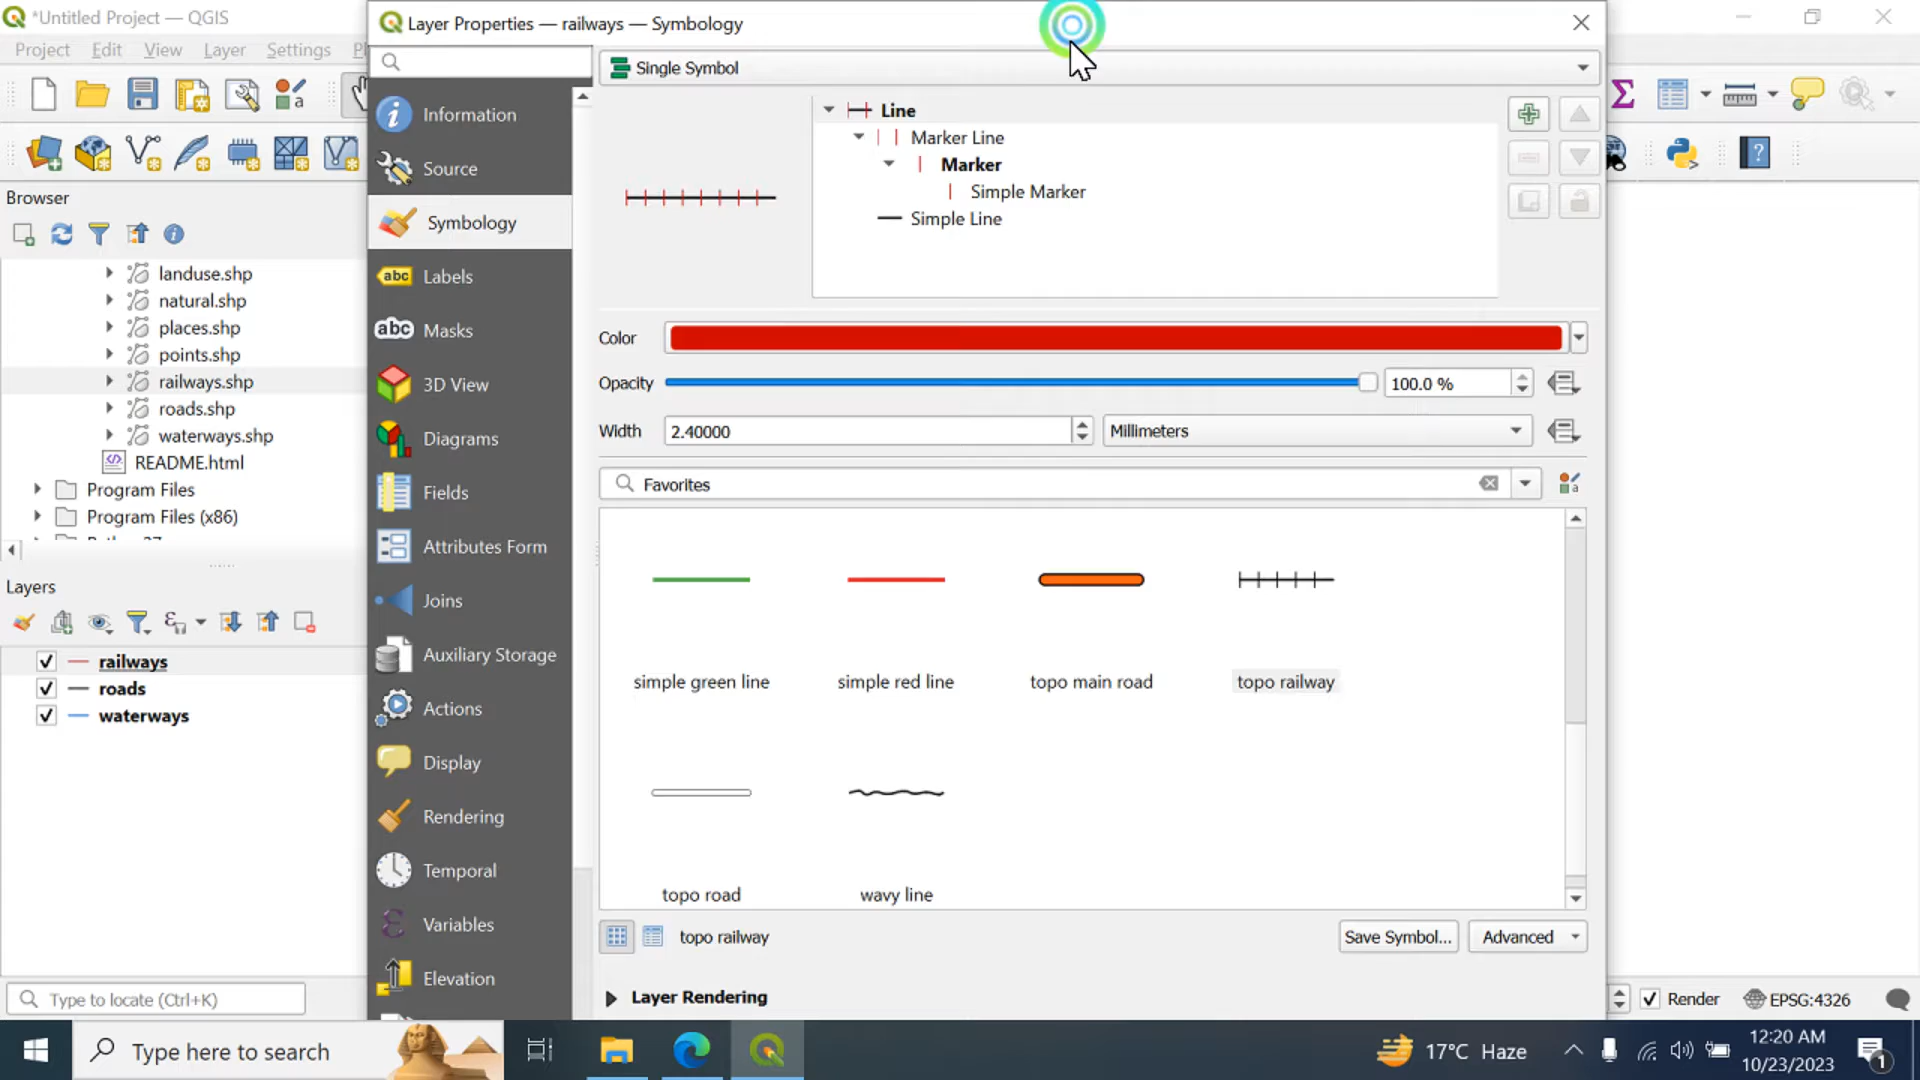 *Untitled Project — QGIS
Layer Properties — railways — Symbology
Project Edit View Layer Settings
Single Symbol
Information
Source
Symbology
Labels
Masks
3D View
Diagrams
Fields
Attributes Form
Joins
Auxiliary Storage
Actions
Display
Rendering
Temporal
Variables
Elevation
Line
Marker Line
Marker
Simple Marker
Simple Line
Browser
landuse.shp
natural.shp
places.shp
points.shp
railways.shp
roads.shp
waterways.shp
README.html
Program Files
Program Files (x86)
Layers
railways
roads
waterways
Color
Opacity 100.0 %
Width 2.40000 Millimeters
Favorites
simple green line simple red line topo main road topo railway
topo road wavy line
topo railway Save Symbol... Advanced
Layer Rendering
Type to locate (Ctrl+K)
Render EPSG:4326
Type here to search
17°C Haze
12:20 AM
10/23/2023
1